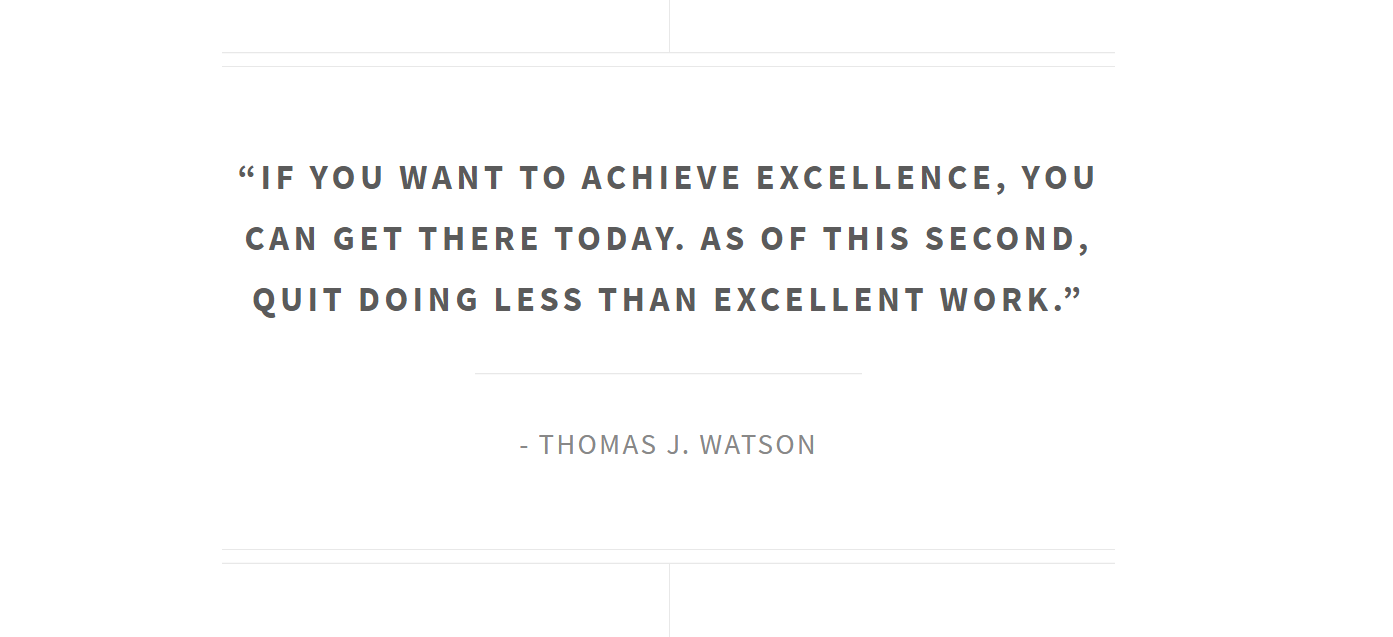 “IF YOU WANT TO ACHIEVE EXCELLENCE, YOU
CAN GET THERE TODAY. AS OF THIS SECOND,
QUIT DOING LESS THAN EXCELLENT WORK.”
- THOMAS J. WATSON